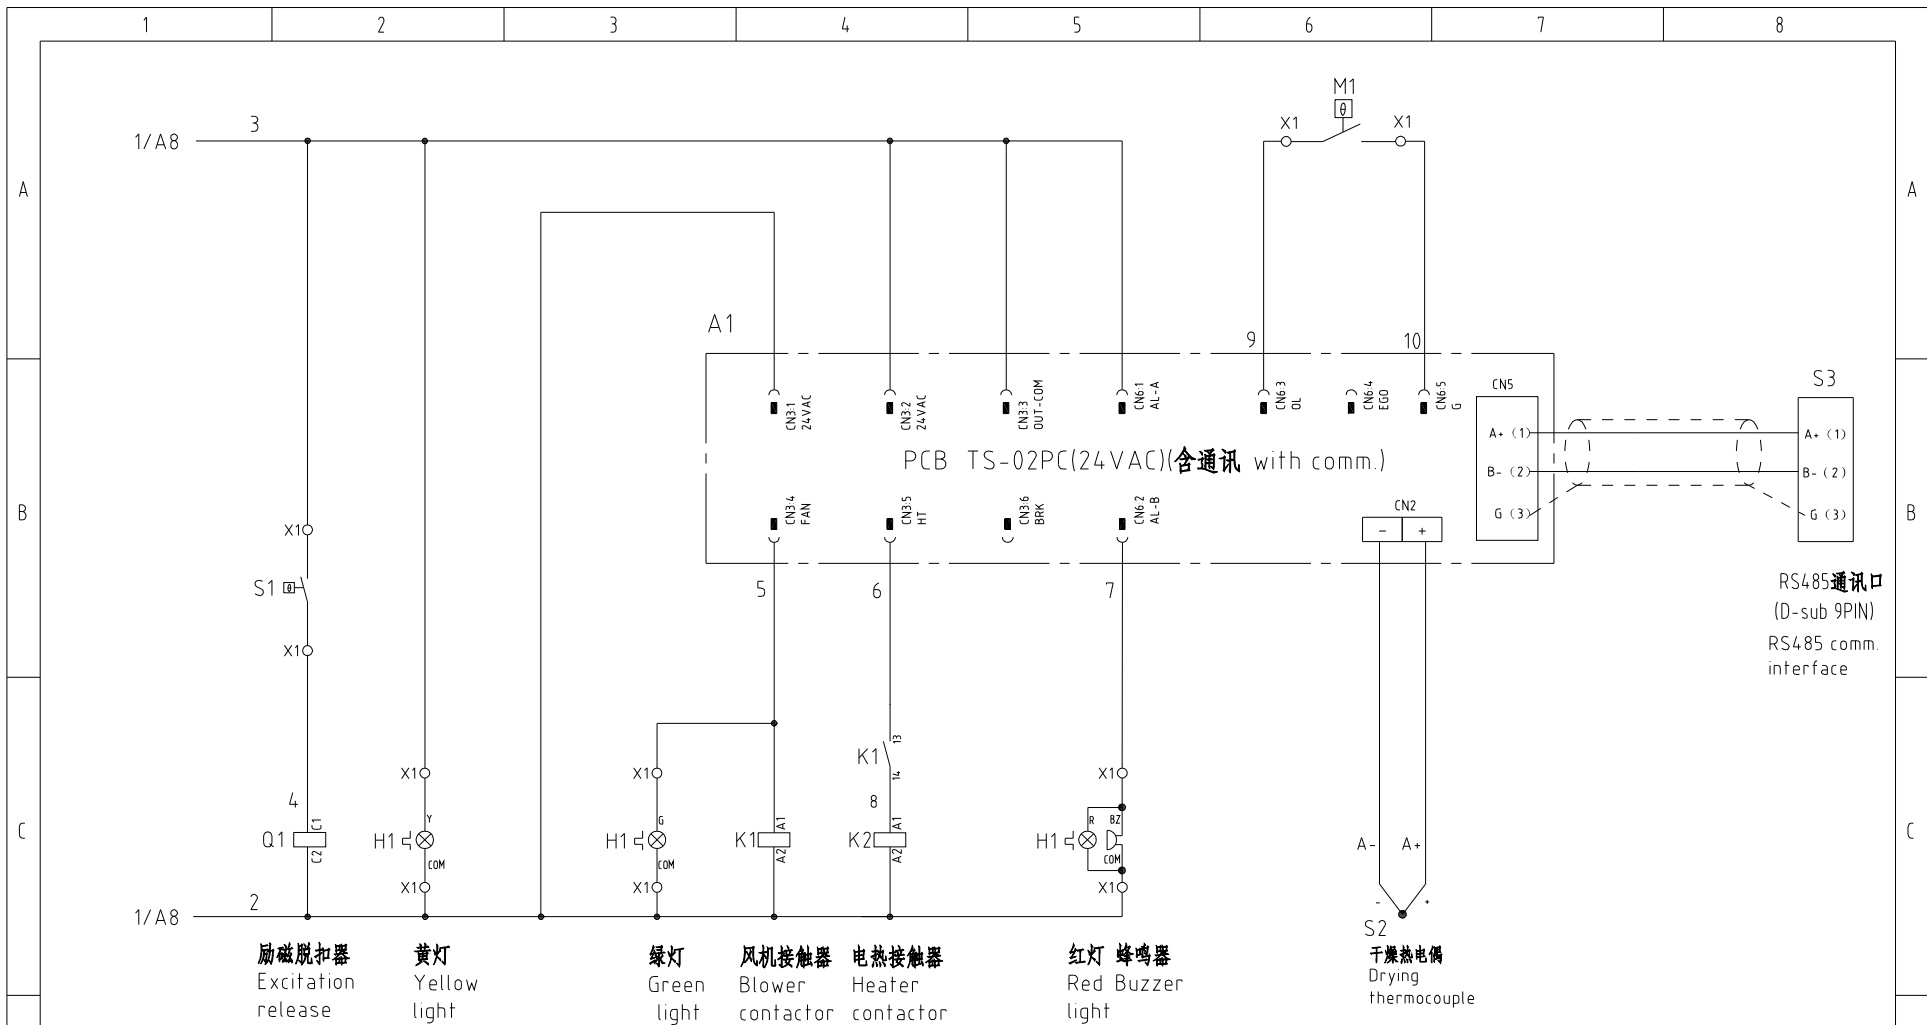 1 2 3 4 5 6 7 8
M1
θ
X1 X1
3
1/A8
A A
A1
9 10
CN3:1 24VAC
CN3:2 24VAC
CN3:3 OUT-COM
CN6:1 AL-A
CN6:3 OL
CN6:4 EGO
CN6:5 G
CN5
S3
A+ (1) A+ (1)
PCB TS-02PC(24VAC)(含通讯 with comm.)
B- (2) B- (2)
G (3) G (3)
CN3:4 FAN
CN3:5 HT
CN3:6 BRK
CN6:2 AL-B
CN2
- +
B B
X1
S1 θ
X1
5 6 7
RS485通讯口
(D-sub 9PIN)
RS485 comm.
interface
K1 13 14
X1 X1 X1
4 8
C C
Q1 C1 C2
H1 Y COM
H1 G COM
K1 A1 A2
K2 A1 A2
H1 R BZ COM
A- A+
X1 X1 X1
- +
2
1/A8
S2
励磁脱扣器
Excitation
release
黄灯
Yellow
light
绿灯
Green
light
风机接触器
Blower
contactor
电热接触器
Heater
contactor
红灯 蜂鸣器
Red Buzzer
light
干燥热电偶
Drying
thermocouple